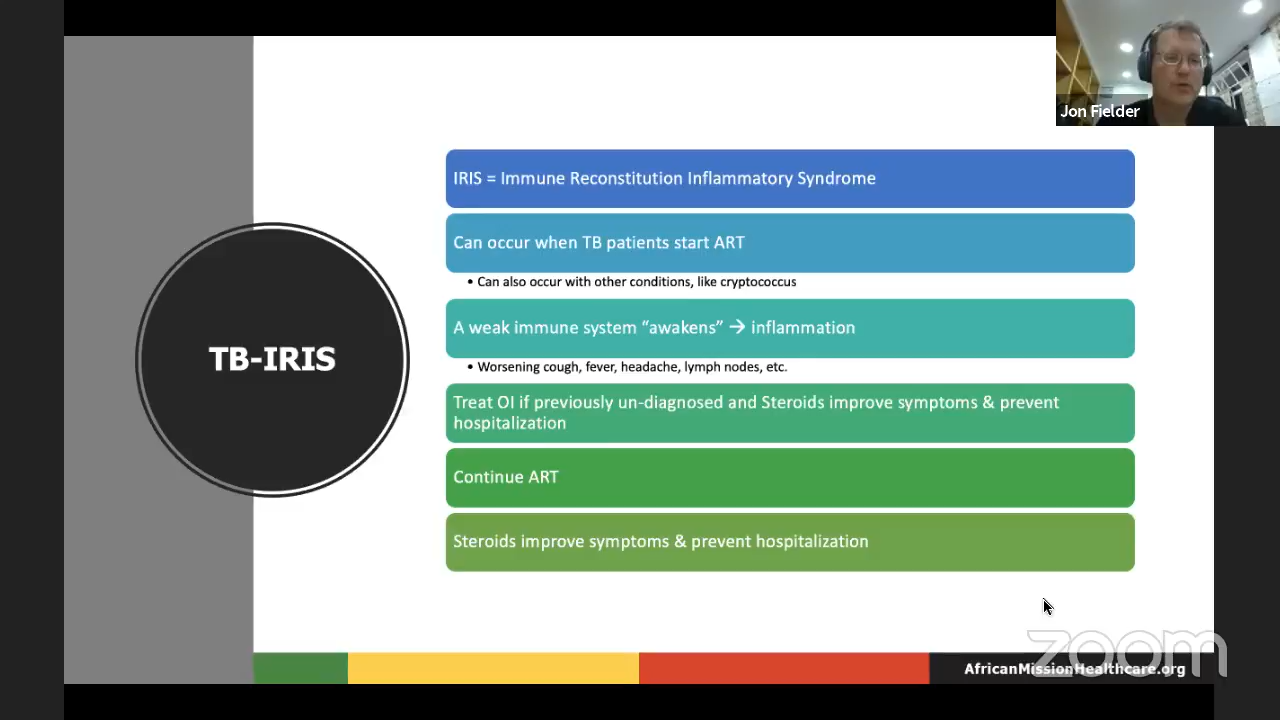 Jon Fielder
IRIS = Immune Reconstitution Inflammatory Syndrome
Can occur when TB patients start ART
• Can also occur with other conditions, like cryptococcus
A weak immune system “awakens” → inflammation
• Worsening cough, fever, headache, lymph nodes, etc.
TB-IRIS
Treat OI if previously un-diagnosed and Steroids improve symptoms & prevent
hospitalization
Continue ART
Steroids improve symptoms & prevent hospitalization
zoom
AfricanMissionHealthcare.org